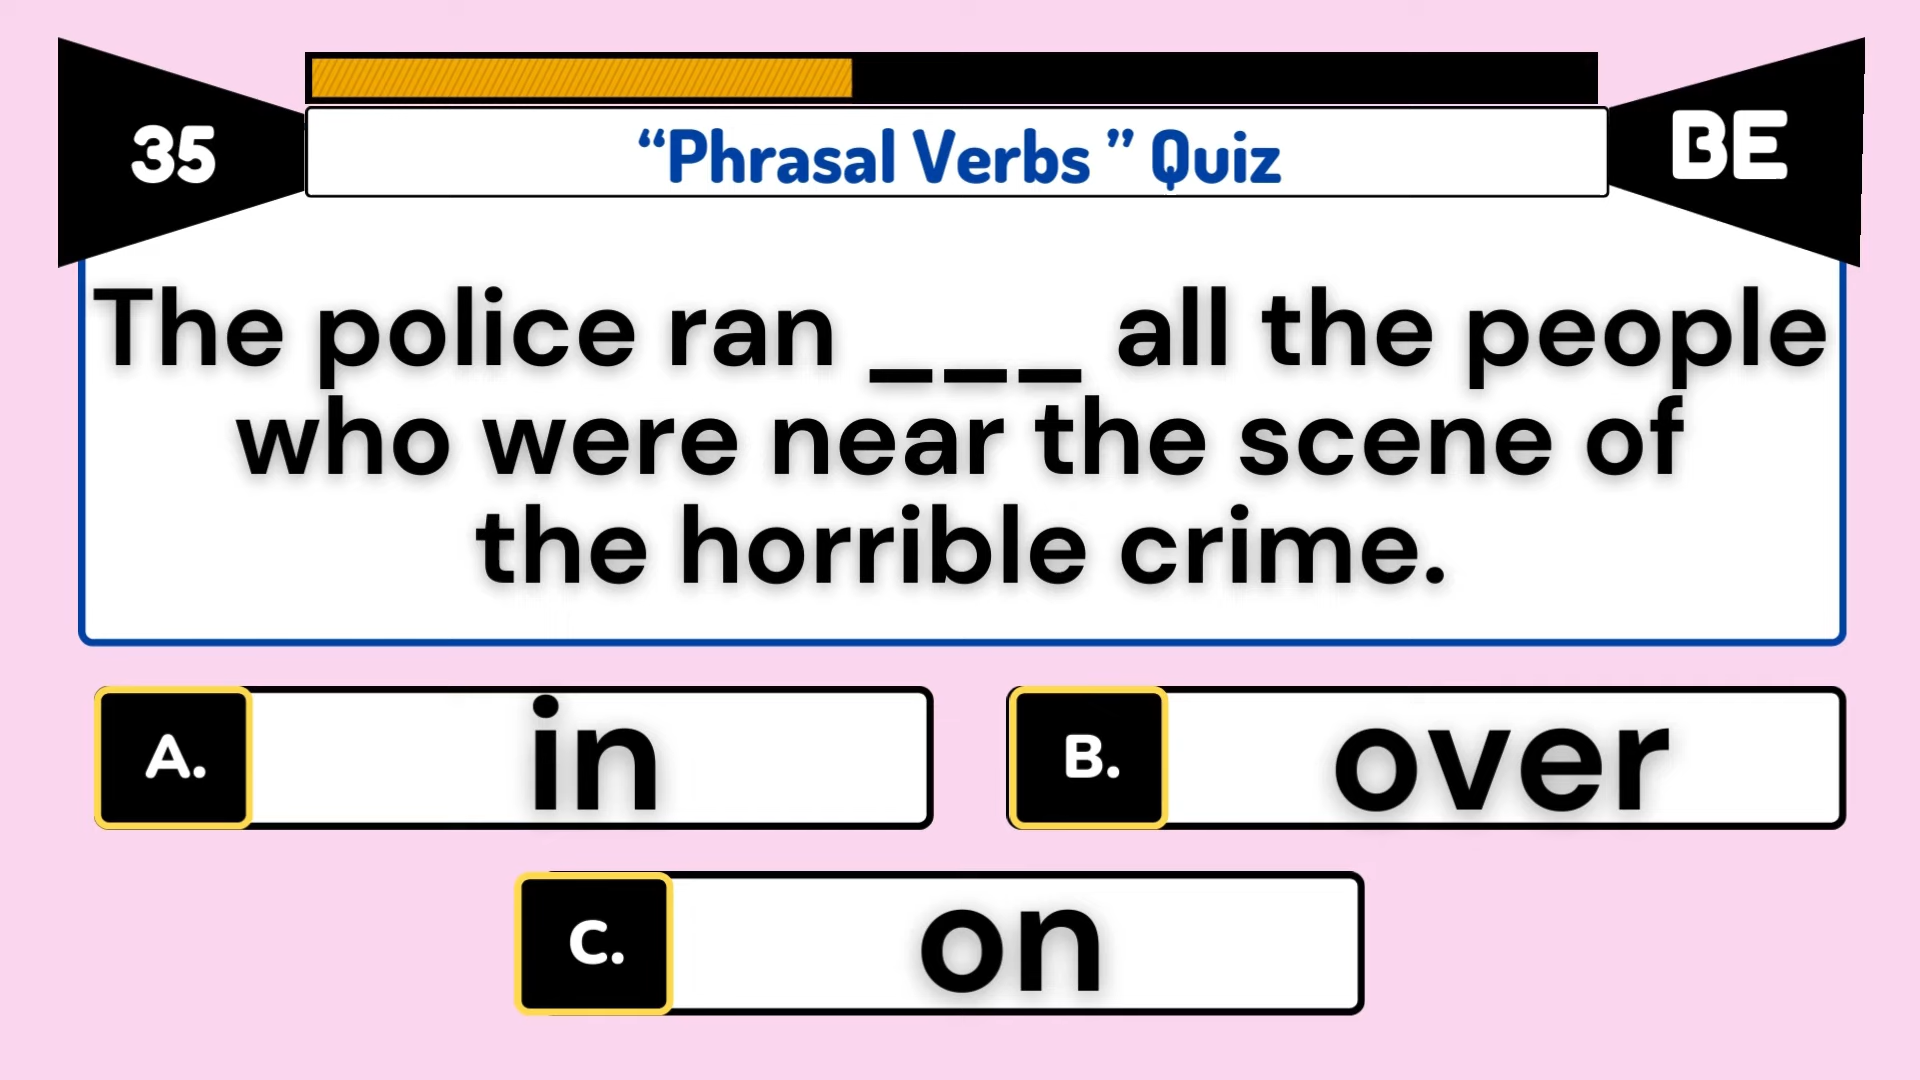 35
“Phrasal Verbs ” Quiz
BE
The police ran ___ all the people
who were near the scene of
the horrible crime.
A. in
B. over
C. on